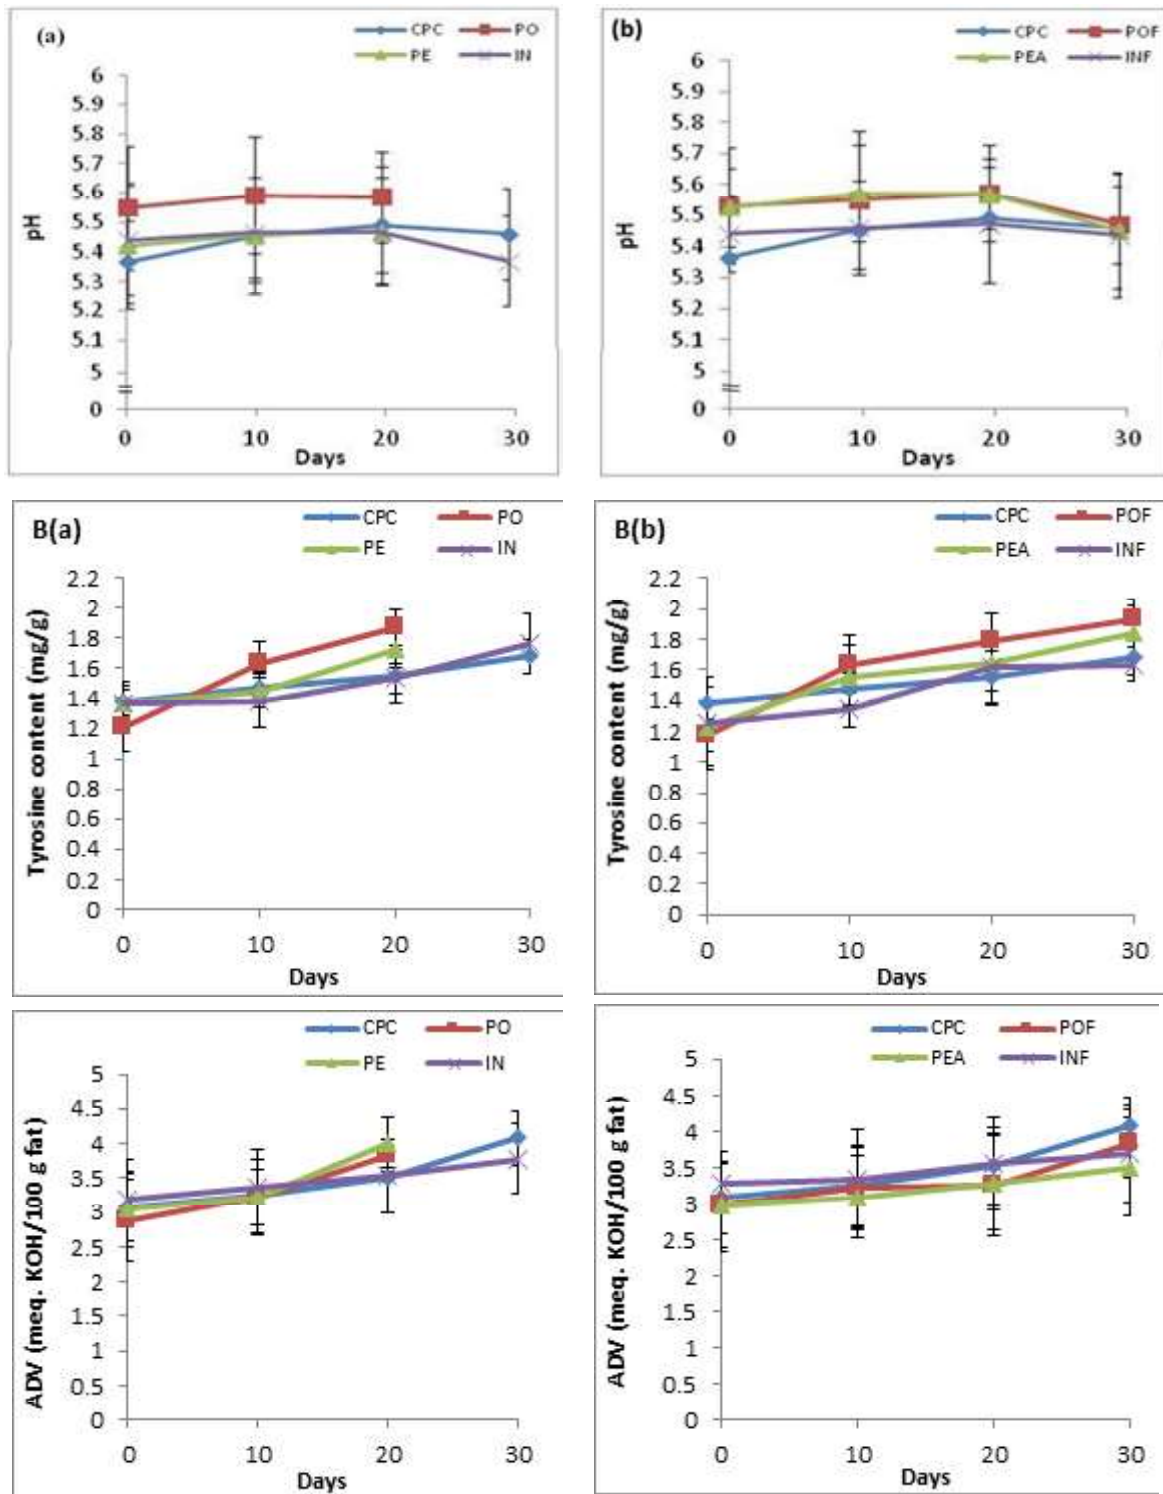 (a)
CPC PO
PE IN
6
5.9
5.8
5.7
5.6
5.5
5.4
5.3
5.2
5.1
5
0
pH
0 10 20 30
Days
(b)
CPC POF
PEA INF
6
5.9
5.8
5.7
5.6
5.5
5.4
5.3
5.2
5.1
5
0
pH
0 10 20 30
Days
B(a)
CPC PO
PE IN
2.2
2
1.8
1.6
1.4
1.2
1
0.8
0.6
0.4
0.2
0
Tyrosine content (mg/g)
0 10 20 30
Days
B(b)
CPC POF
PEA INF
2.2
2
1.8
1.6
1.4
1.2
1
0.8
0.6
0.4
0.2
0
Tyrosine content (mg/g)
0 10 20 30
Days
CPC PO
PE IN
5
4.5
4
3.5
3
2.5
2
1.5
1
0.5
0
ADV (meq. KOH/100 g fat)
0 10 20 30
Days
CPC POF
PEA INF
5
4.5
4
3.5
3
2.5
2
1.5
1
0.5
0
ADV (meq. KOH/100 g fat)
0 10 20 30
Days